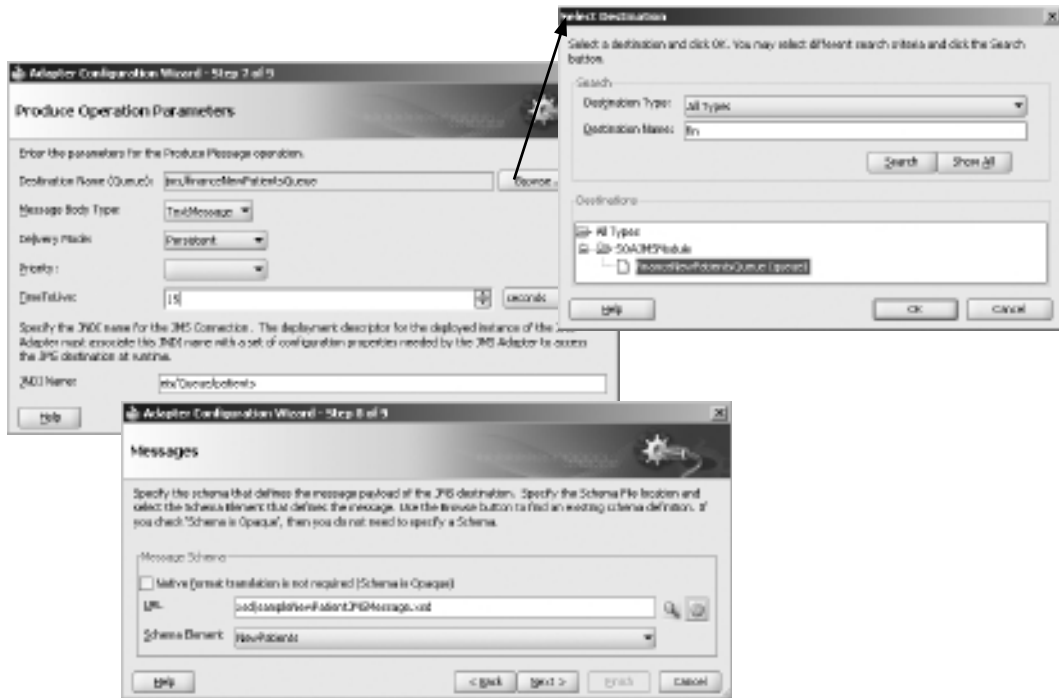 Adapter Configuration Wizard - Step 7 of 9
Produce Operation Parameters
Enter the parameters for the Produce Message operation.
Destination Name (Queue): jms/financeNewPatientsQueue
Browse...
Message Body Type: TextMessage
Delivery Mode: Persistent
Priority:
TimeToLive: 15 seconds
Specify the JNDI name for the JMS Connection. The deployment descriptor for the deployed instance of the JMS
Adapter must associate this JNDI name with a set of configuration properties needed by the JMS Adapter to access
the JMS destination at runtime.
JNDI Name: eis/Queue/patients
Help
Select Destination
Select a destination and click OK. You may select different search criteria and click the Search
button.
Search
Destination Type: All Types
Destination Name: fin
Search Show All
Destinations
All Types
SOAJMSModule
financeNewPatientsQueue (queue)
Help OK Cancel
Adapter Configuration Wizard - Step 8 of 9
Messages
Specify the schema that defines the message payload of the JMS destination. Specify the Schema File location and
select the Schema Element that defines the message. Use the Browse button to find an existing schema definition. If
you check 'Schema is Opaque', then you do not need to specify a Schema.
Message Schema
Native format translation is not required (Schema is Opaque)
URL: xsd/sampleNewPatientJMSMessage.xsd
Schema Element: NewPatients
Help < Back Next > Finish Cancel